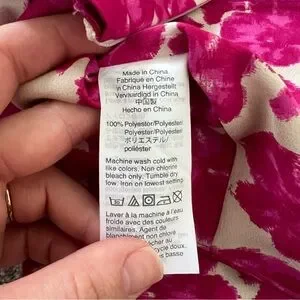 Made in China
Fabriqué en Chine
in China Hergestellt
Vervaardigd in China
中国製
Hecho en China
100% Polyester/Polyester/
Polyester/Polyester/
ポリエステル/
poliéster
Machine wash cold with
like colors. Non chlorine
bleach only. Tumble dry
low. Iron on lowest setting.
Laver à la machine à l'eau
froide avec des couleurs
similaires. Agent de
blanchiment non chloré
cycle doux.
basse